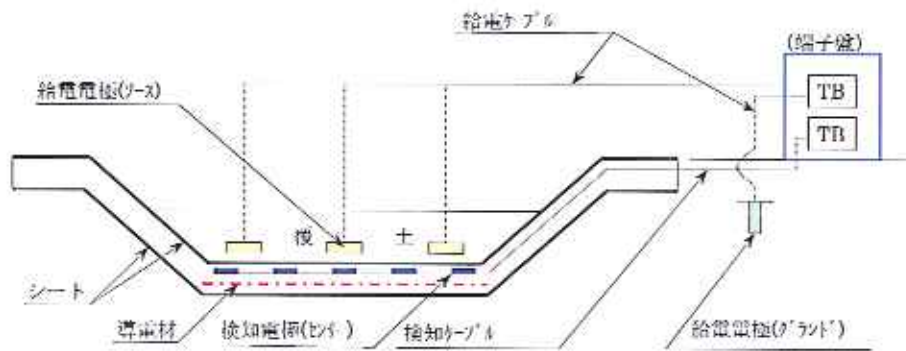 給電ケーブル
(端子盤)
給電電極(ソース)
TB
TB
覆 土
シート
導電材
検知電極(センサー)
検知ケーブル
給電電極(グランド)